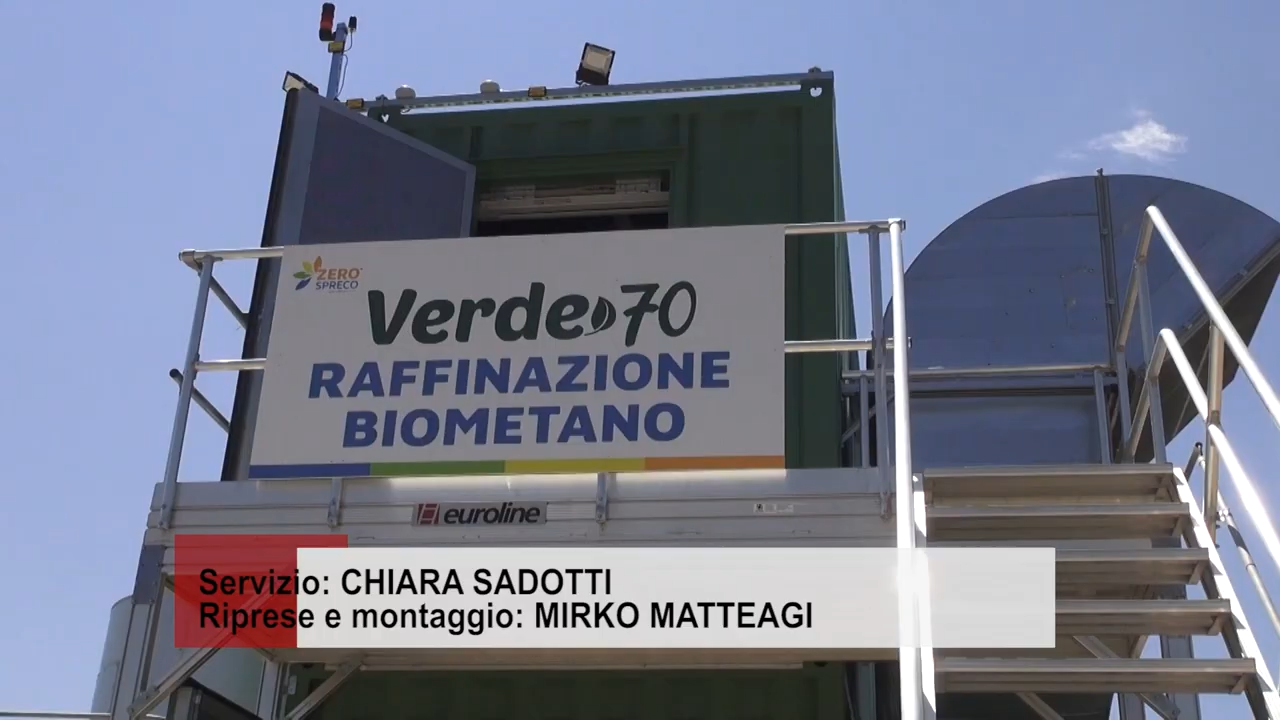 ZERO
SPRECO
Verde 70
RAFFINAZIONE
BIOMETANO
euroline
Servizio: CHIARA SADOTTI
Riprese e montaggio: MIRKO MATTEAGI